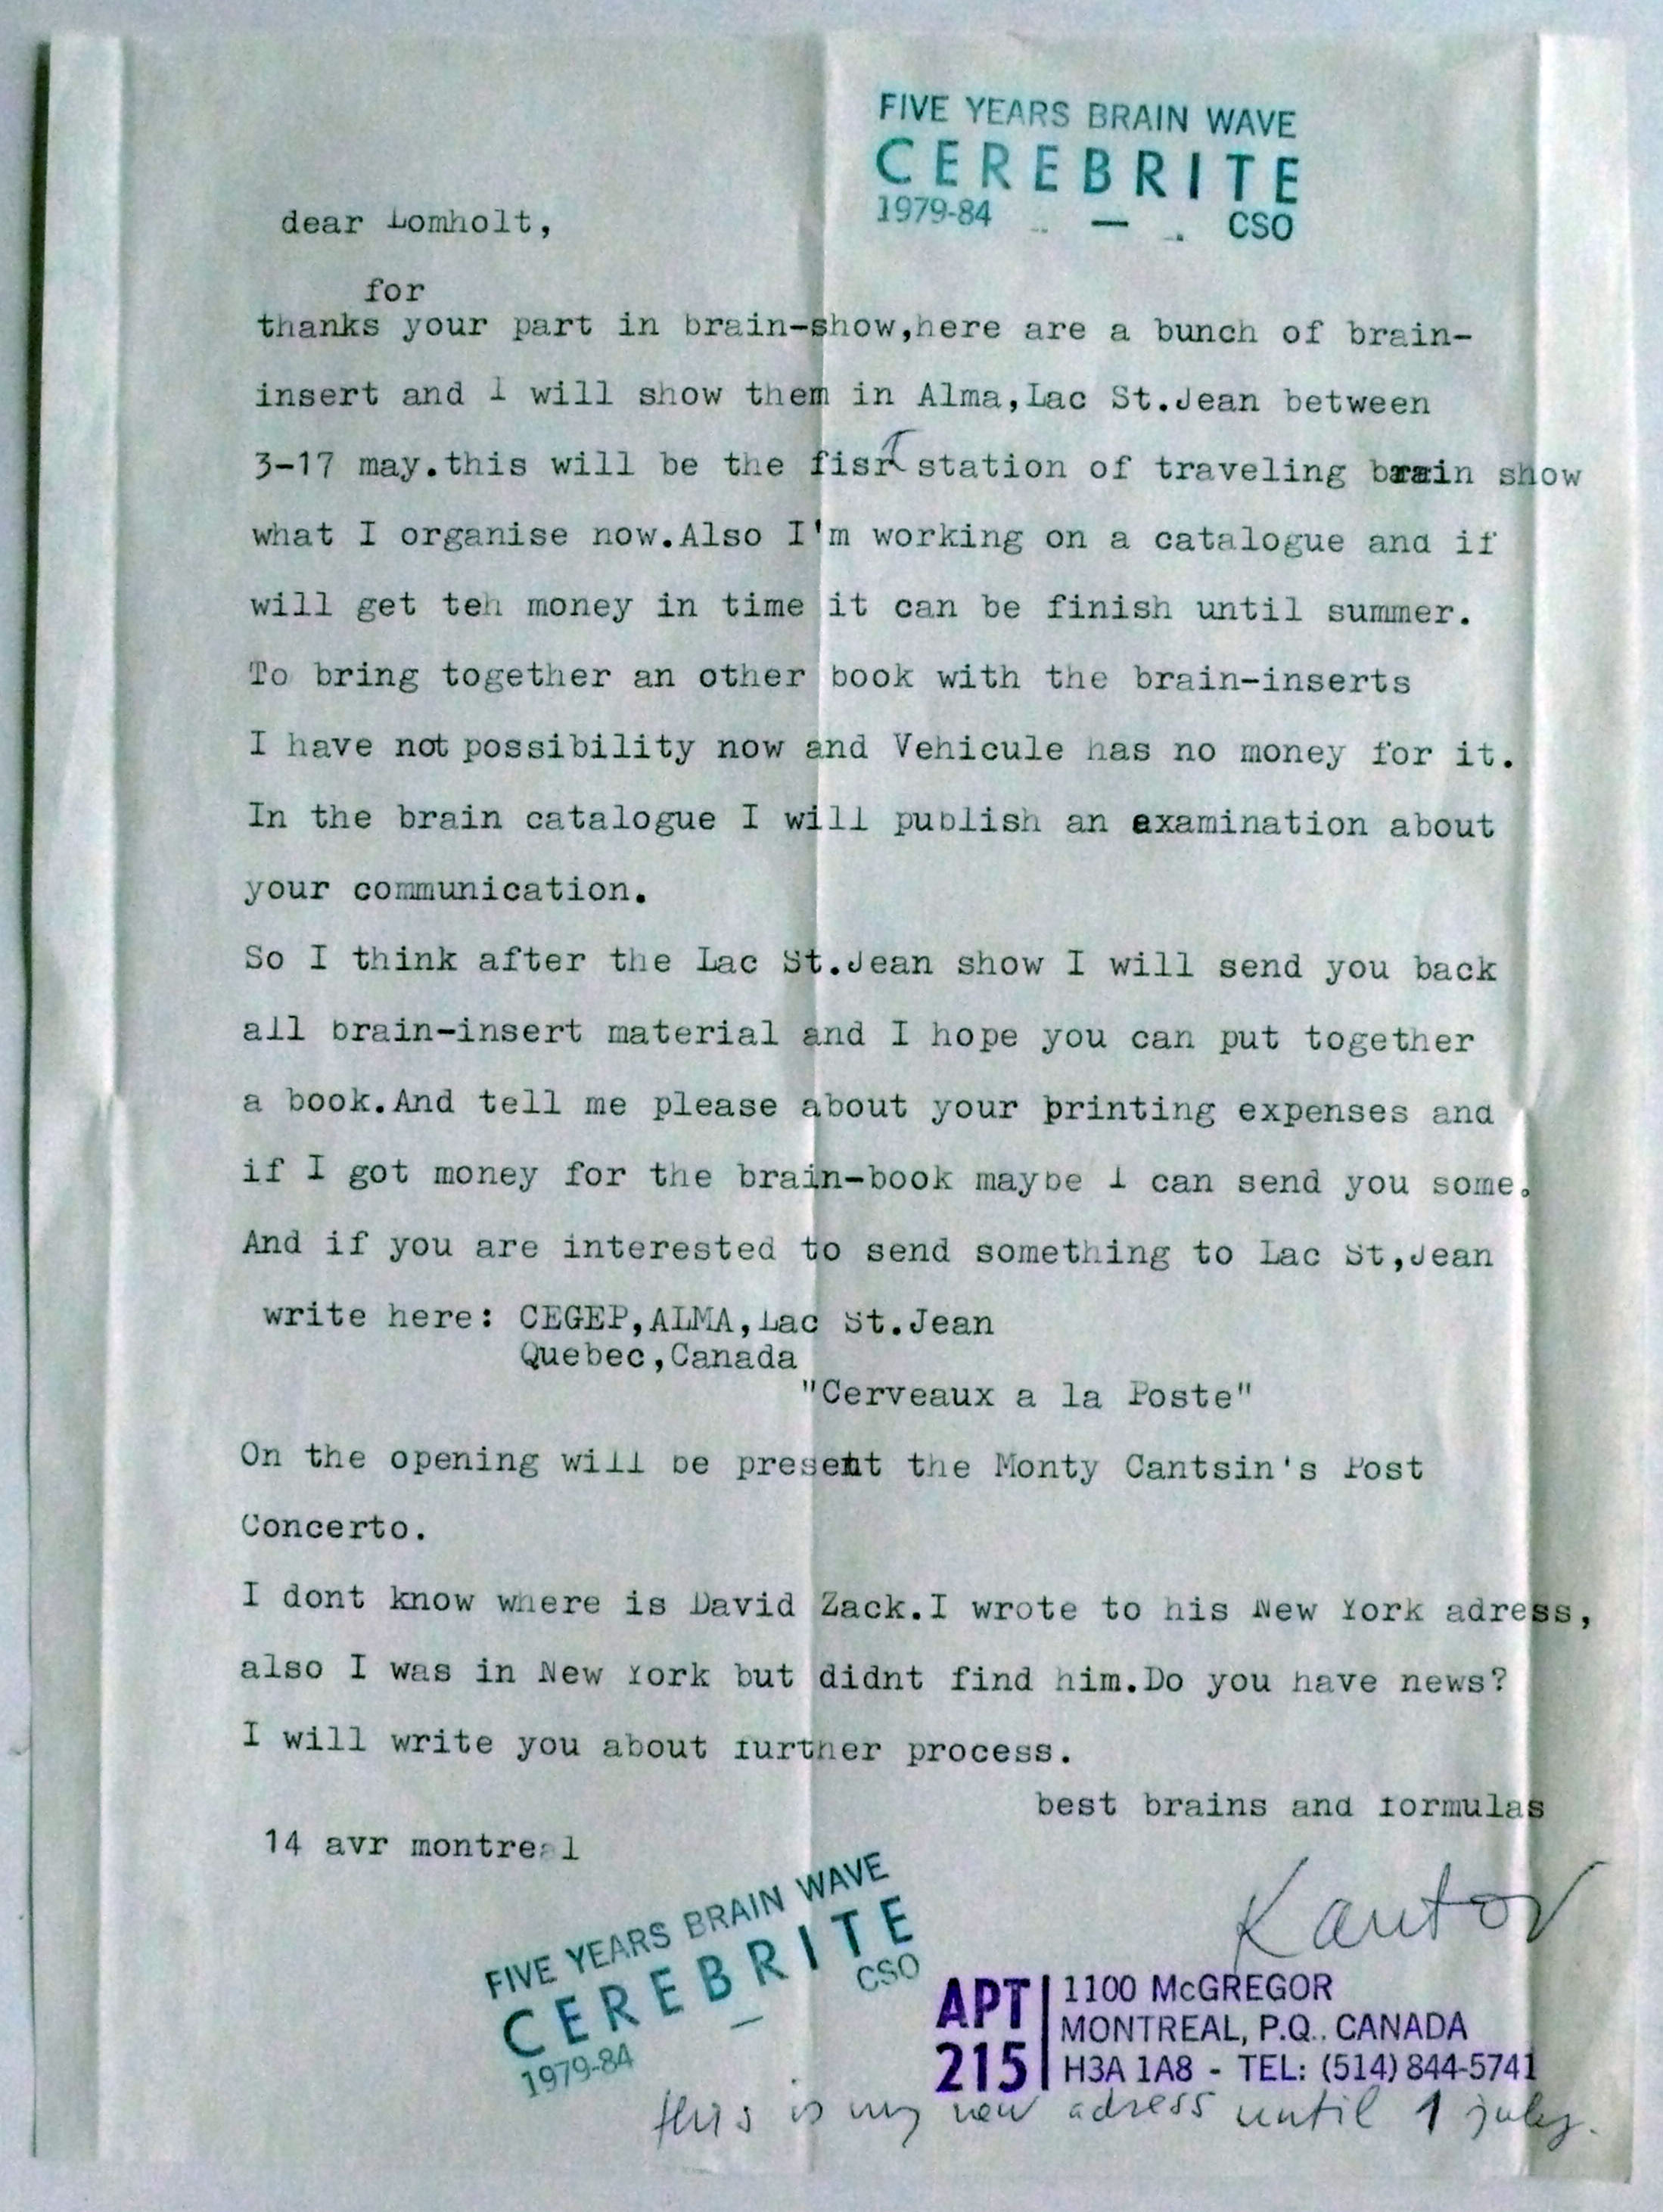 FIVE YEARS BRAIN WAVE
CEREBRITE
1979-84 CSO
dear Lomholt,
for
thanks your part in brain-show,here are a bunch of brain-
insert and I will show them in Alma,Lac St.Jean between
3-17 may.this will be the fisrT station of traveling brain show
what I organise now.Also I'm working on a catalogue and if
will get teh money in time it can be finish until summer.
To bring together an other book with the brain-inserts
I have not possibility now and Vehicule has no money for it.
In the brain catalogue I will publish an examination about
your communication.
So I think after the Lac St.Jean show I will send you back
all brain-insert material and I hope you can put together
a book.And tell me please about your printing expenses and
if I got money for the brain-book maybe I can send you some.
And if you are interested to send something to Lac St,Jean
write here: CEGEP,ALMA,Lac St.Jean
Quebec,Canada
"Cerveaux a la Poste"
On the opening will be present the Monty Cantsin's Post
Concerto.
I dont know where is David Zack.I wrote to his New York adress,
also I was in New York but didnt find him.Do you have news?
I will write you about further process.
best brains and formulas
14 avr montreal
Kantor
FIVE YEARS BRAIN WAVE
CEREBRITE
1979-84 CSO
APT 215
1100 McGREGOR
MONTREAL, P.Q., CANADA
H3A 1A8 - TEL: (514) 844-5741
this is my new adress until 1 july.